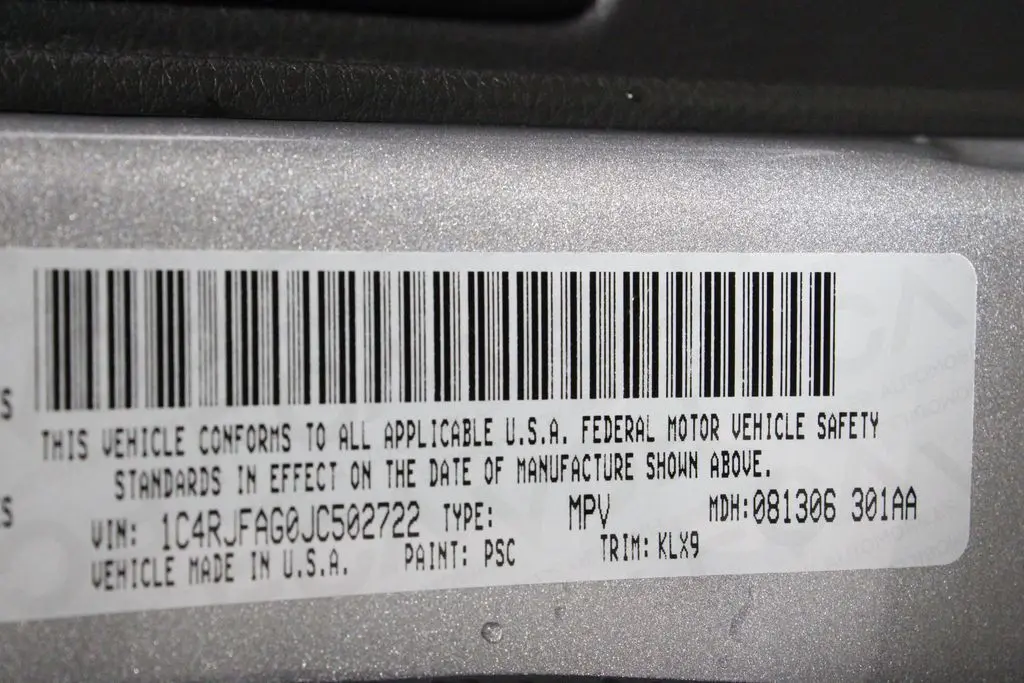 THIS VEHICLE CONFORMS TO ALL APPLICABLE U.S.A. FEDERAL MOTOR VEHICLE SAFETY
STANDARDS IN EFFECT ON THE DATE OF MANUFACTURE SHOWN ABOVE.
VIN: 1C4RJFAG0JC502722 TYPE: MPV MDH:081306 301AA
VEHICLE MADE IN U.S.A. PAINT: PSC TRIM: KLX9